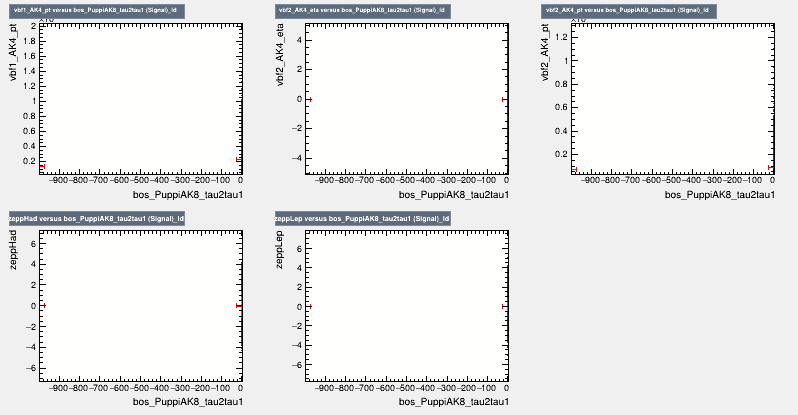 vbf1_AK4_pt versus bos_PuppiAK8_tau2tau1 (Signal)_Id
vbf2_AK4_eta versus bos_PuppiAK8_tau2tau1 (Signal)_Id
vbf2_AK4_pt versus bos_PuppiAK8_tau2tau1 (Signal)_Id
vbf1_AK4_pt
2
1.8
1.6
1.4
1.2
1
0.8
0.6
0.4
0.2
−900 −800 −700 −600 −500 −400 −300 −200 −100 0
bos_PuppiAK8_tau2tau1
vbf2_AK4_eta
4
2
0
−2
−4
−900 −800 −700 −600 −500 −400 −300 −200 −100 0
bos_PuppiAK8_tau2tau1
vbf2_AK4_pt
1.2
1
0.8
0.6
0.4
0.2
−900 −800 −700 −600 −500 −400 −300 −200 −100 0
bos_PuppiAK8_tau2tau1
zeppHad versus bos_PuppiAK8_tau2tau1 (Signal)_Id
zeppLep versus bos_PuppiAK8_tau2tau1 (Signal)_Id
zeppHad
6
4
2
0
−2
−4
−6
−900 −800 −700 −600 −500 −400 −300 −200 −100 0
bos_PuppiAK8_tau2tau1
zeppLep
6
4
2
0
−2
−4
−6
−900 −800 −700 −600 −500 −400 −300 −200 −100 0
bos_PuppiAK8_tau2tau1